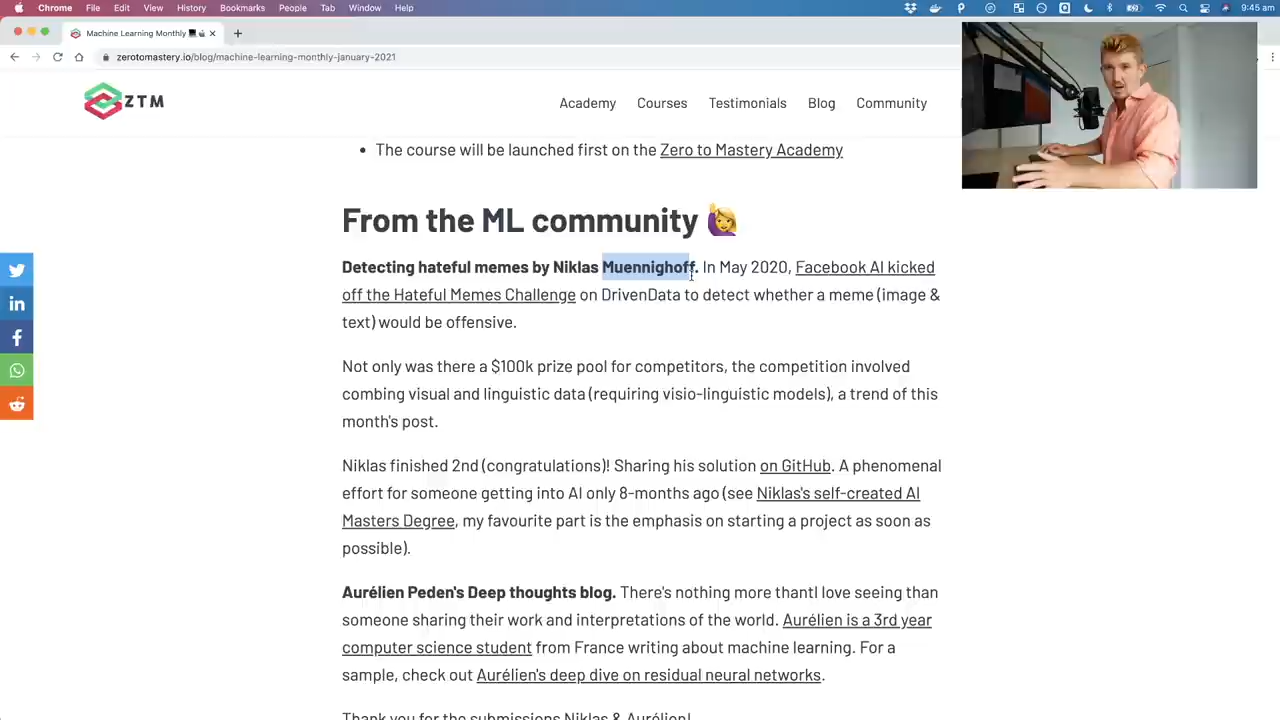 Chrome File Edit View History Bookmarks People Tab Window Help 9:45 am
Machine Learning Monthly
zerotomastery.io/blog/machine-learning-monthly-january-2021
ZTM Academy Courses Testimonials Blog Community
The course will be launched first on the Zero to Mastery Academy
From the ML community
Detecting hateful memes by Niklas Muennighoff. In May 2020, Facebook AI kicked
off the Hateful Memes Challenge on DrivenData to detect whether a meme (image &
text) would be offensive.
Not only was there a $100k prize pool for competitors, the competition involved
combing visual and linguistic data (requiring visio-linguistic models), a trend of this
month's post.
Niklas finished 2nd (congratulations)! Sharing his solution on GitHub. A phenomenal
effort for someone getting into AI only 8-months ago (see Niklas's self-created AI
Masters Degree, my favourite part is the emphasis on starting a project as soon as
possible).
Aurélien Peden's Deep thoughts blog. There's nothing more thantI love seeing than
someone sharing their work and interpretations of the world. Aurélien is a 3rd year
computer science student from France writing about machine learning. For a
sample, check out Aurélien's deep dive on residual neural networks.
Thank you for the submissions Niklas & Aurélien!